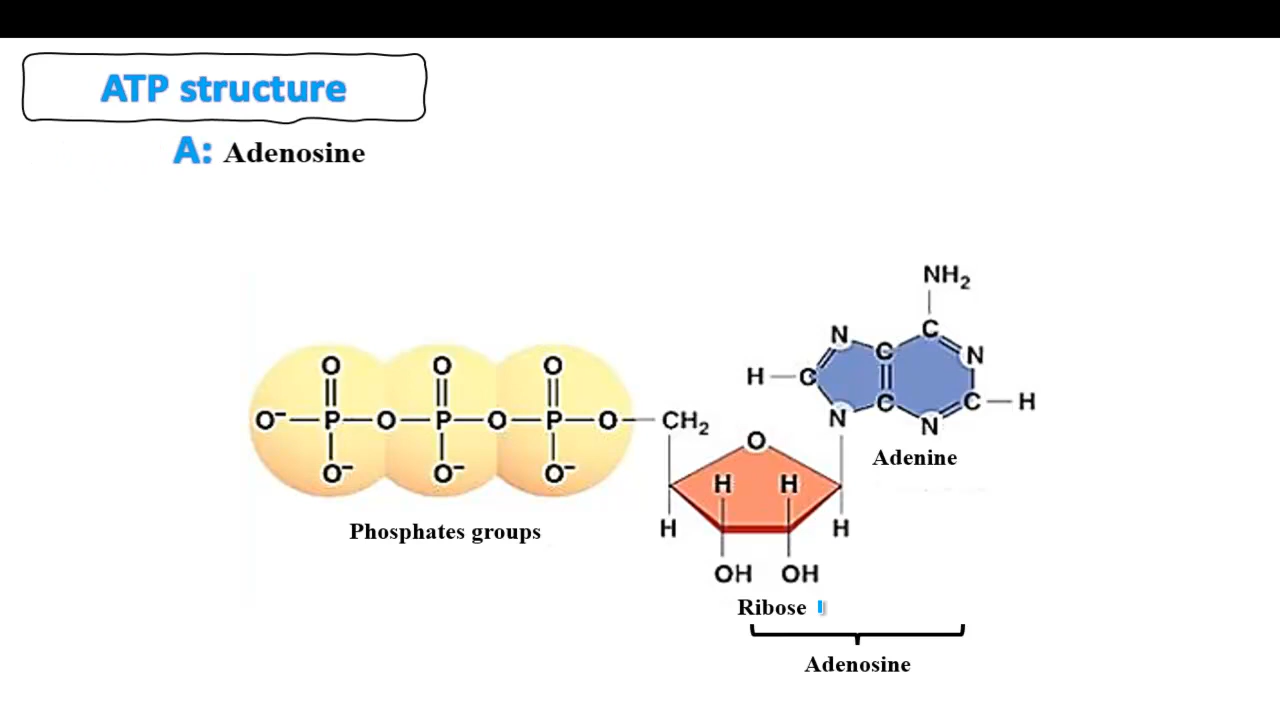 ATP structure
A: Adenosine
NH₂
N C
C N
H C
C C H
N N
O O O
O⁻ P O P O P O CH₂
O⁻ O⁻ O⁻
O
Adenine
H H
H H
Phosphates groups
OH OH
Ribose
Adenosine